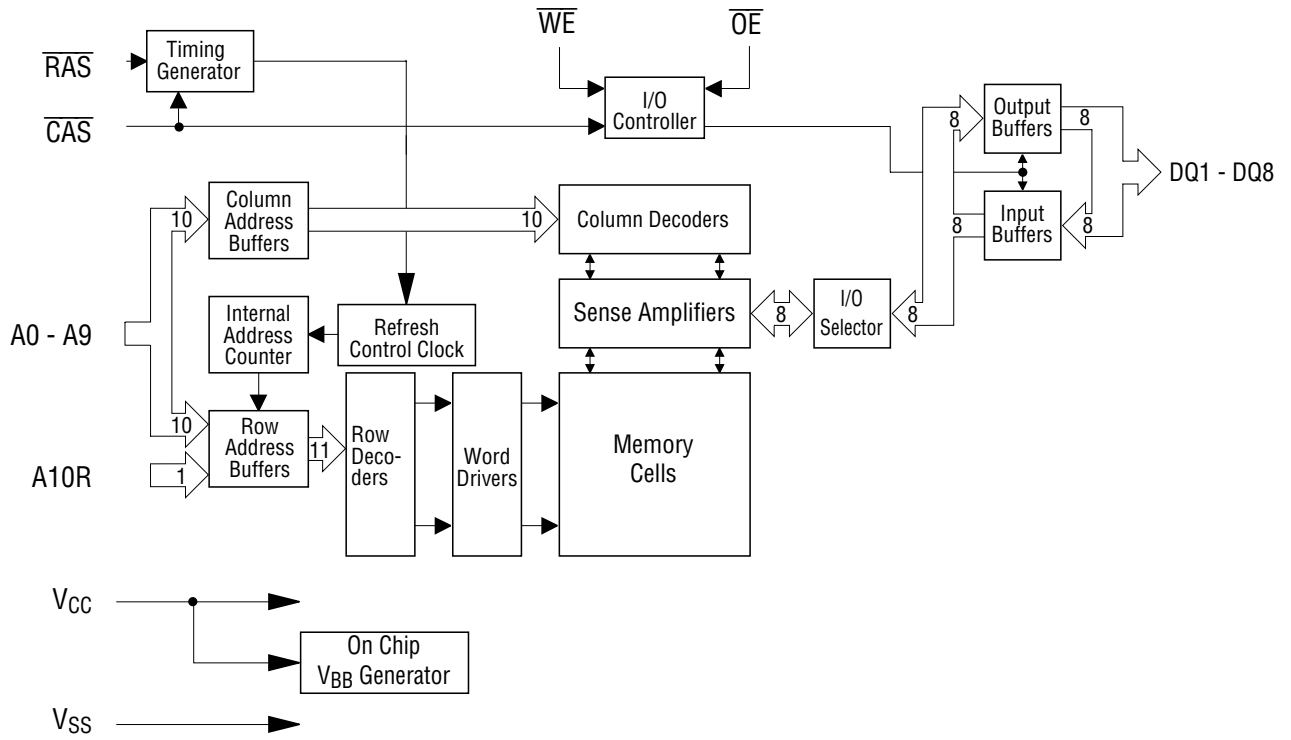 WE
OE
RAS
Timing
Generator
CAS
I/O
Controller
8
Output
Buffers
8
DQ1 - DQ8
Input
Buffers
8
8
10
Column
Address
Buffers
10
Column Decoders
A0 - A9
Internal
Address
Counter
Refresh
Control Clock
Sense Amplifiers
8
I/O
Selector
8
10
Row
Address
Buffers
11
Row
Deco-
ders
Word
Drivers
Memory
Cells
A10R
1
VCC
On Chip
VBB Generator
VSS